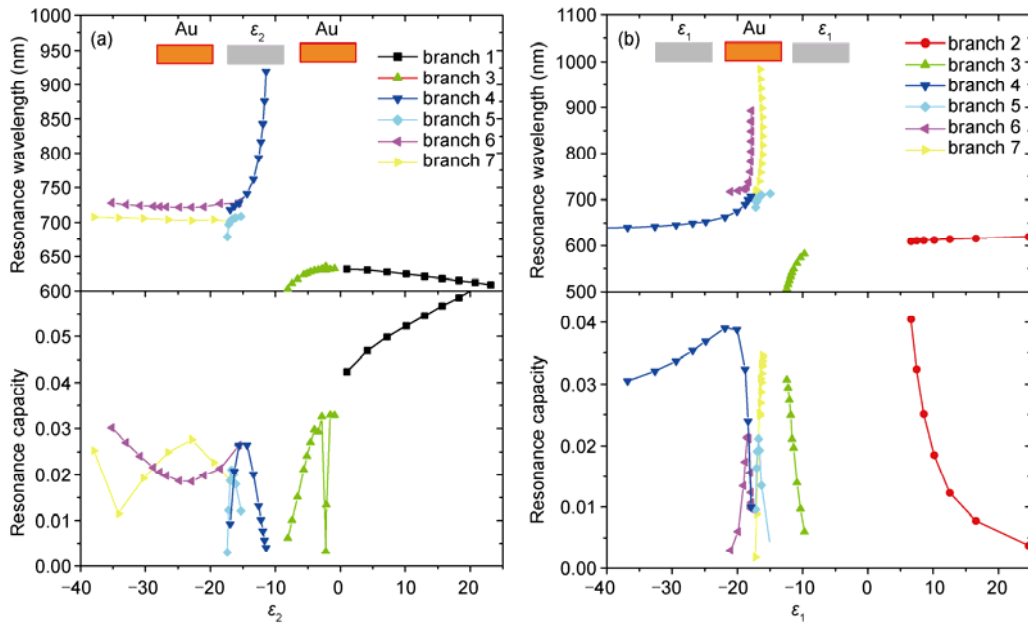 (a)
Au
ε2
Au
branch 1
branch 3
branch 4
branch 5
branch 6
branch 7
Resonance wavelength (nm)
950
900
850
800
750
700
650
600
Resonance capacity
0.05
0.04
0.03
0.02
0.01
0.00
−40
−30
−20
−10
0
10
20
ε2
(b)
ε1
Au
ε1
branch 2
branch 3
branch 4
branch 5
branch 6
branch 7
Resonance wavelength (nm)
1100
1000
900
800
700
600
500
Resonance capacity
0.04
0.03
0.02
0.01
0.00
−40
−30
−20
−10
0
10
20
ε1